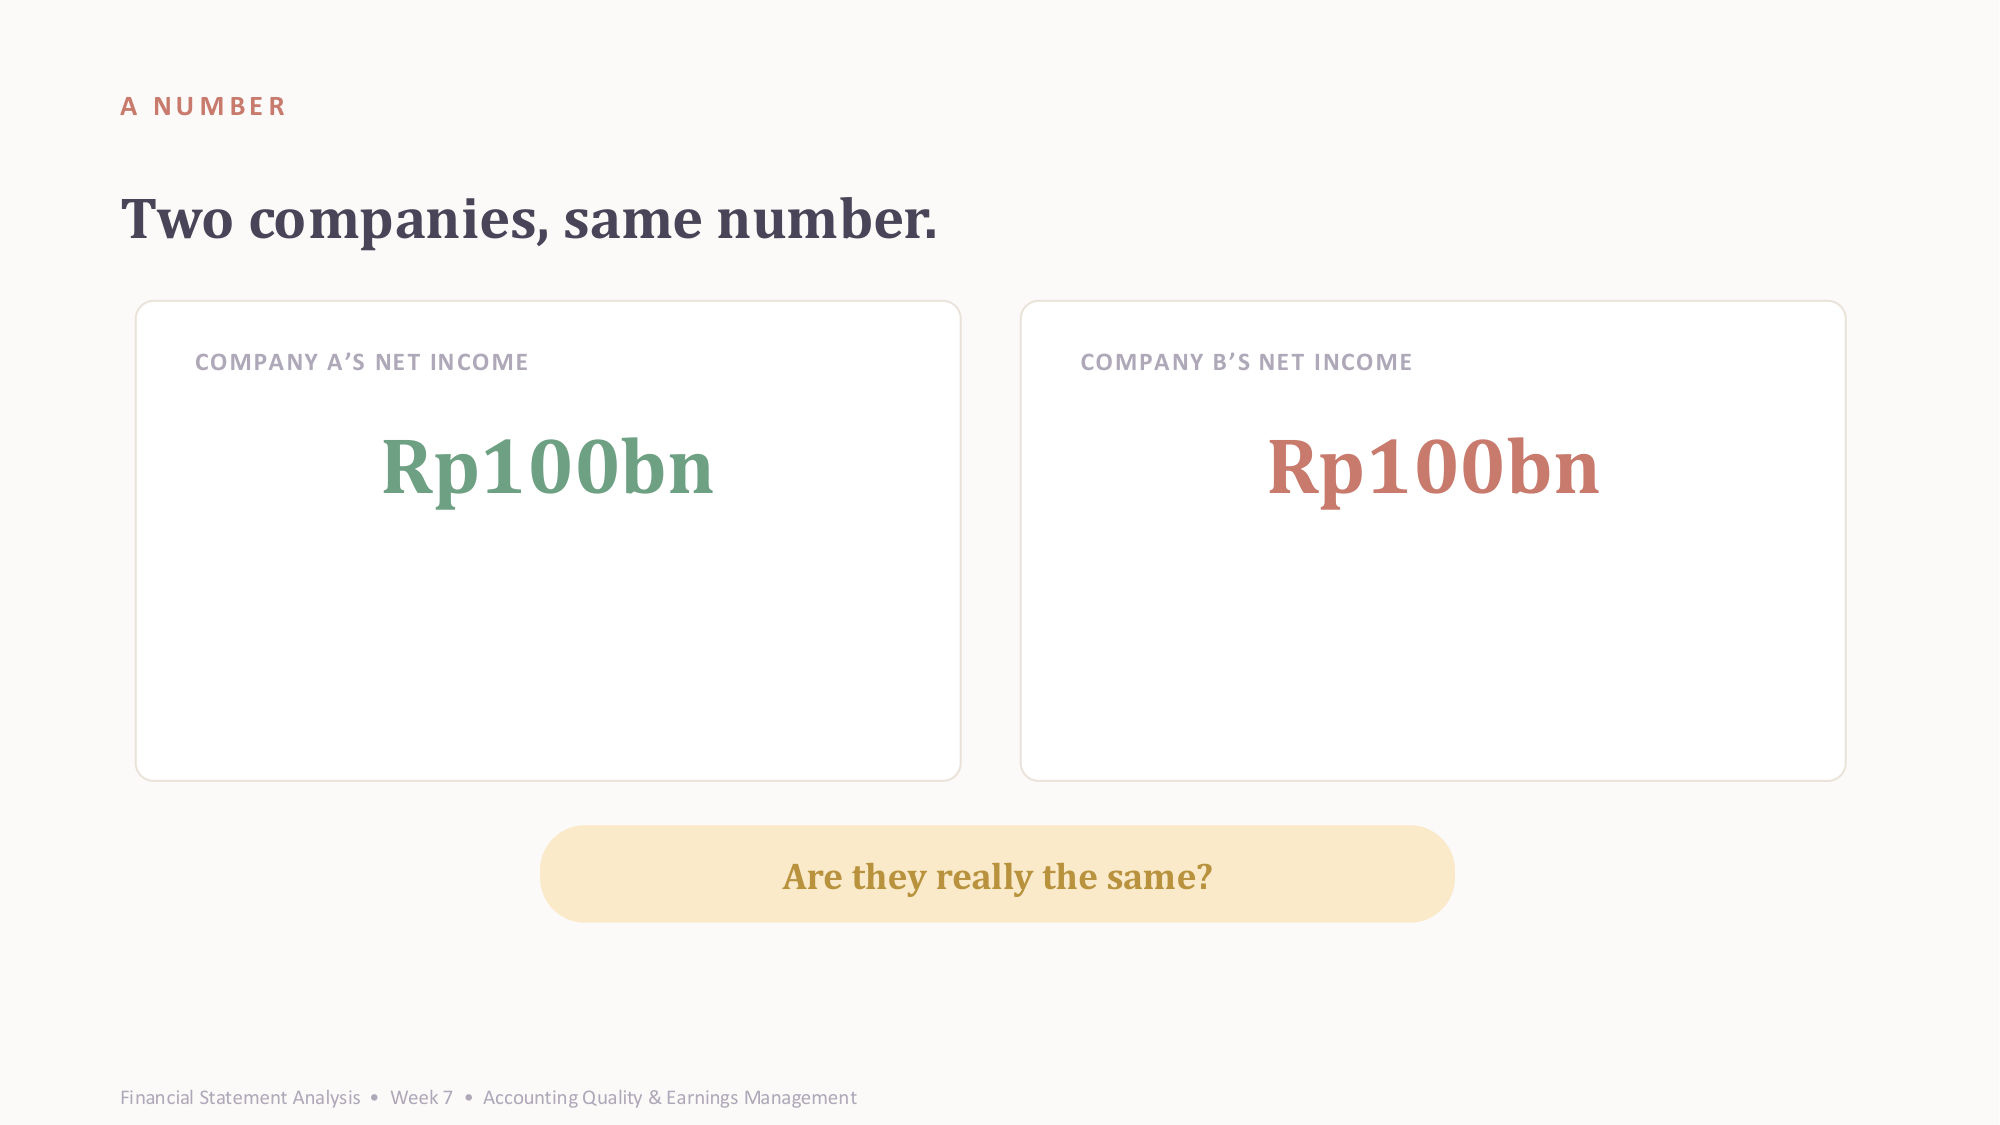 A NUMBER
Two companies, same number.
COMPANY A’S NET INCOME
Rp100bn
COMPANY B’S NET INCOME
Rp100bn
Are they really the same?
Financial Statement Analysis • Week 7 • Accounting Quality & Earnings Management